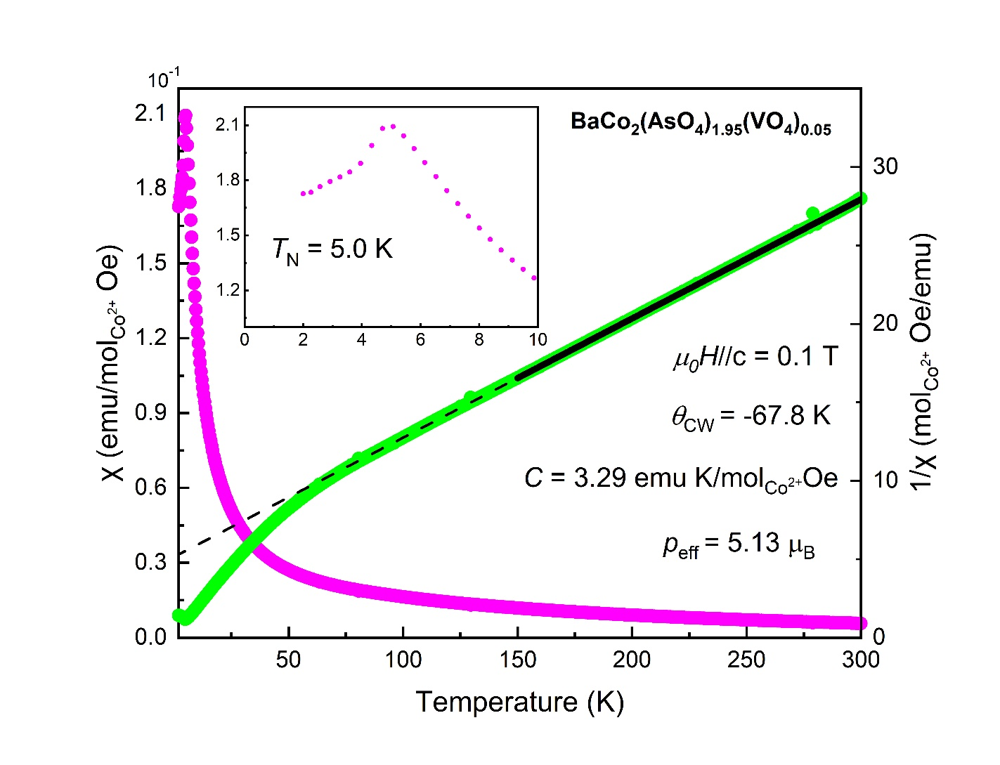 10⁻¹
BaCo₂(AsO₄)₁.₉₅(VO₄)₀.₀₅
2.1
1.8
1.5
1.2
0.9
0.6
0.3
0.0
χ (emu/mol_Co²⁺ Oe)
2.1
1.8
1.5
1.2
T_N = 5.0 K
0 2 4 6 8 10
μ₀H//c = 0.1 T
θ_CW = -67.8 K
C = 3.29 emu K/mol_Co²⁺Oe
p_eff = 5.13 μ_B
30
20
10
0
1/χ (mol_Co²⁺ Oe/emu)
50 100 150 200 250 300
Temperature (K)